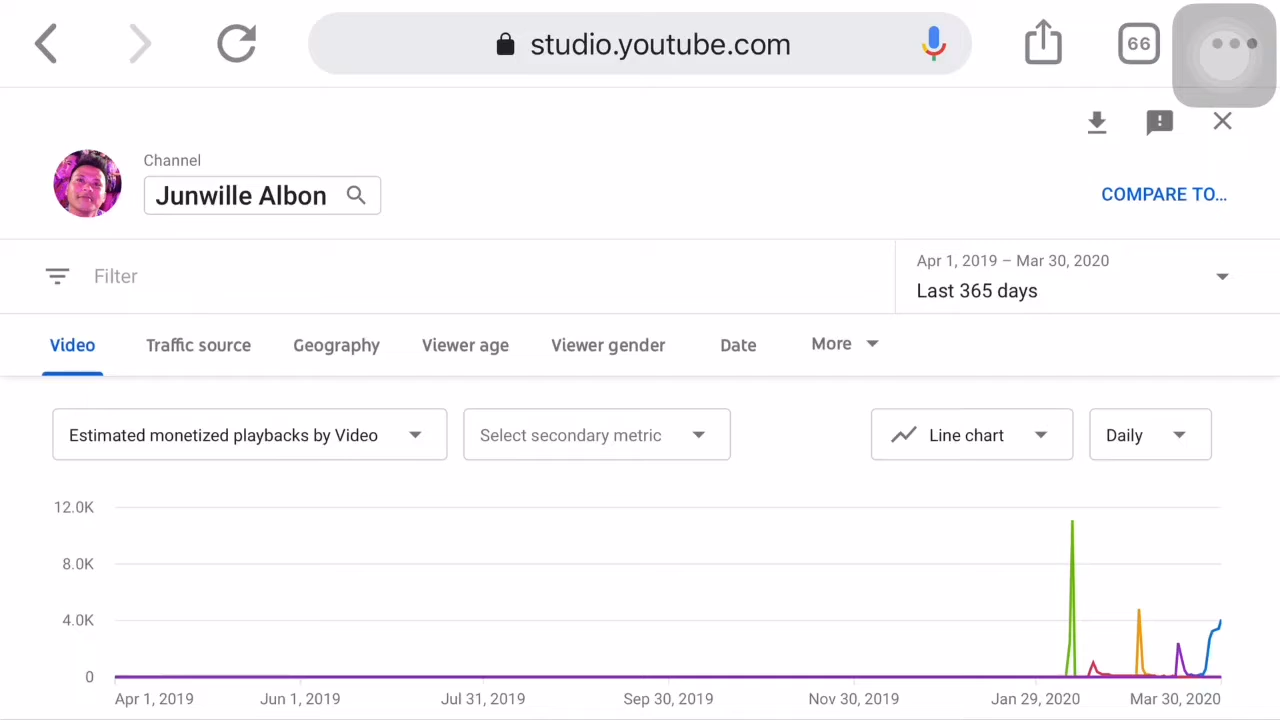 studio.youtube.com
66
Channel
Junwille Albon
COMPARE TO...
Filter
Apr 1, 2019 – Mar 30, 2020
Last 365 days
Video Traffic source Geography Viewer age Viewer gender Date More
Estimated monetized playbacks by Video Select secondary metric Line chart Daily
12.0K
8.0K
4.0K
0
Apr 1, 2019 Jun 1, 2019 Jul 31, 2019 Sep 30, 2019 Nov 30, 2019 Jan 29, 2020 Mar 30, 2020